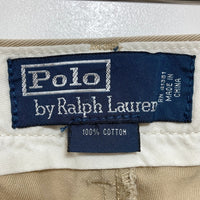 Polo
by Ralph Lauren
100% COTTON
RN 41381
MADE IN
CHINA